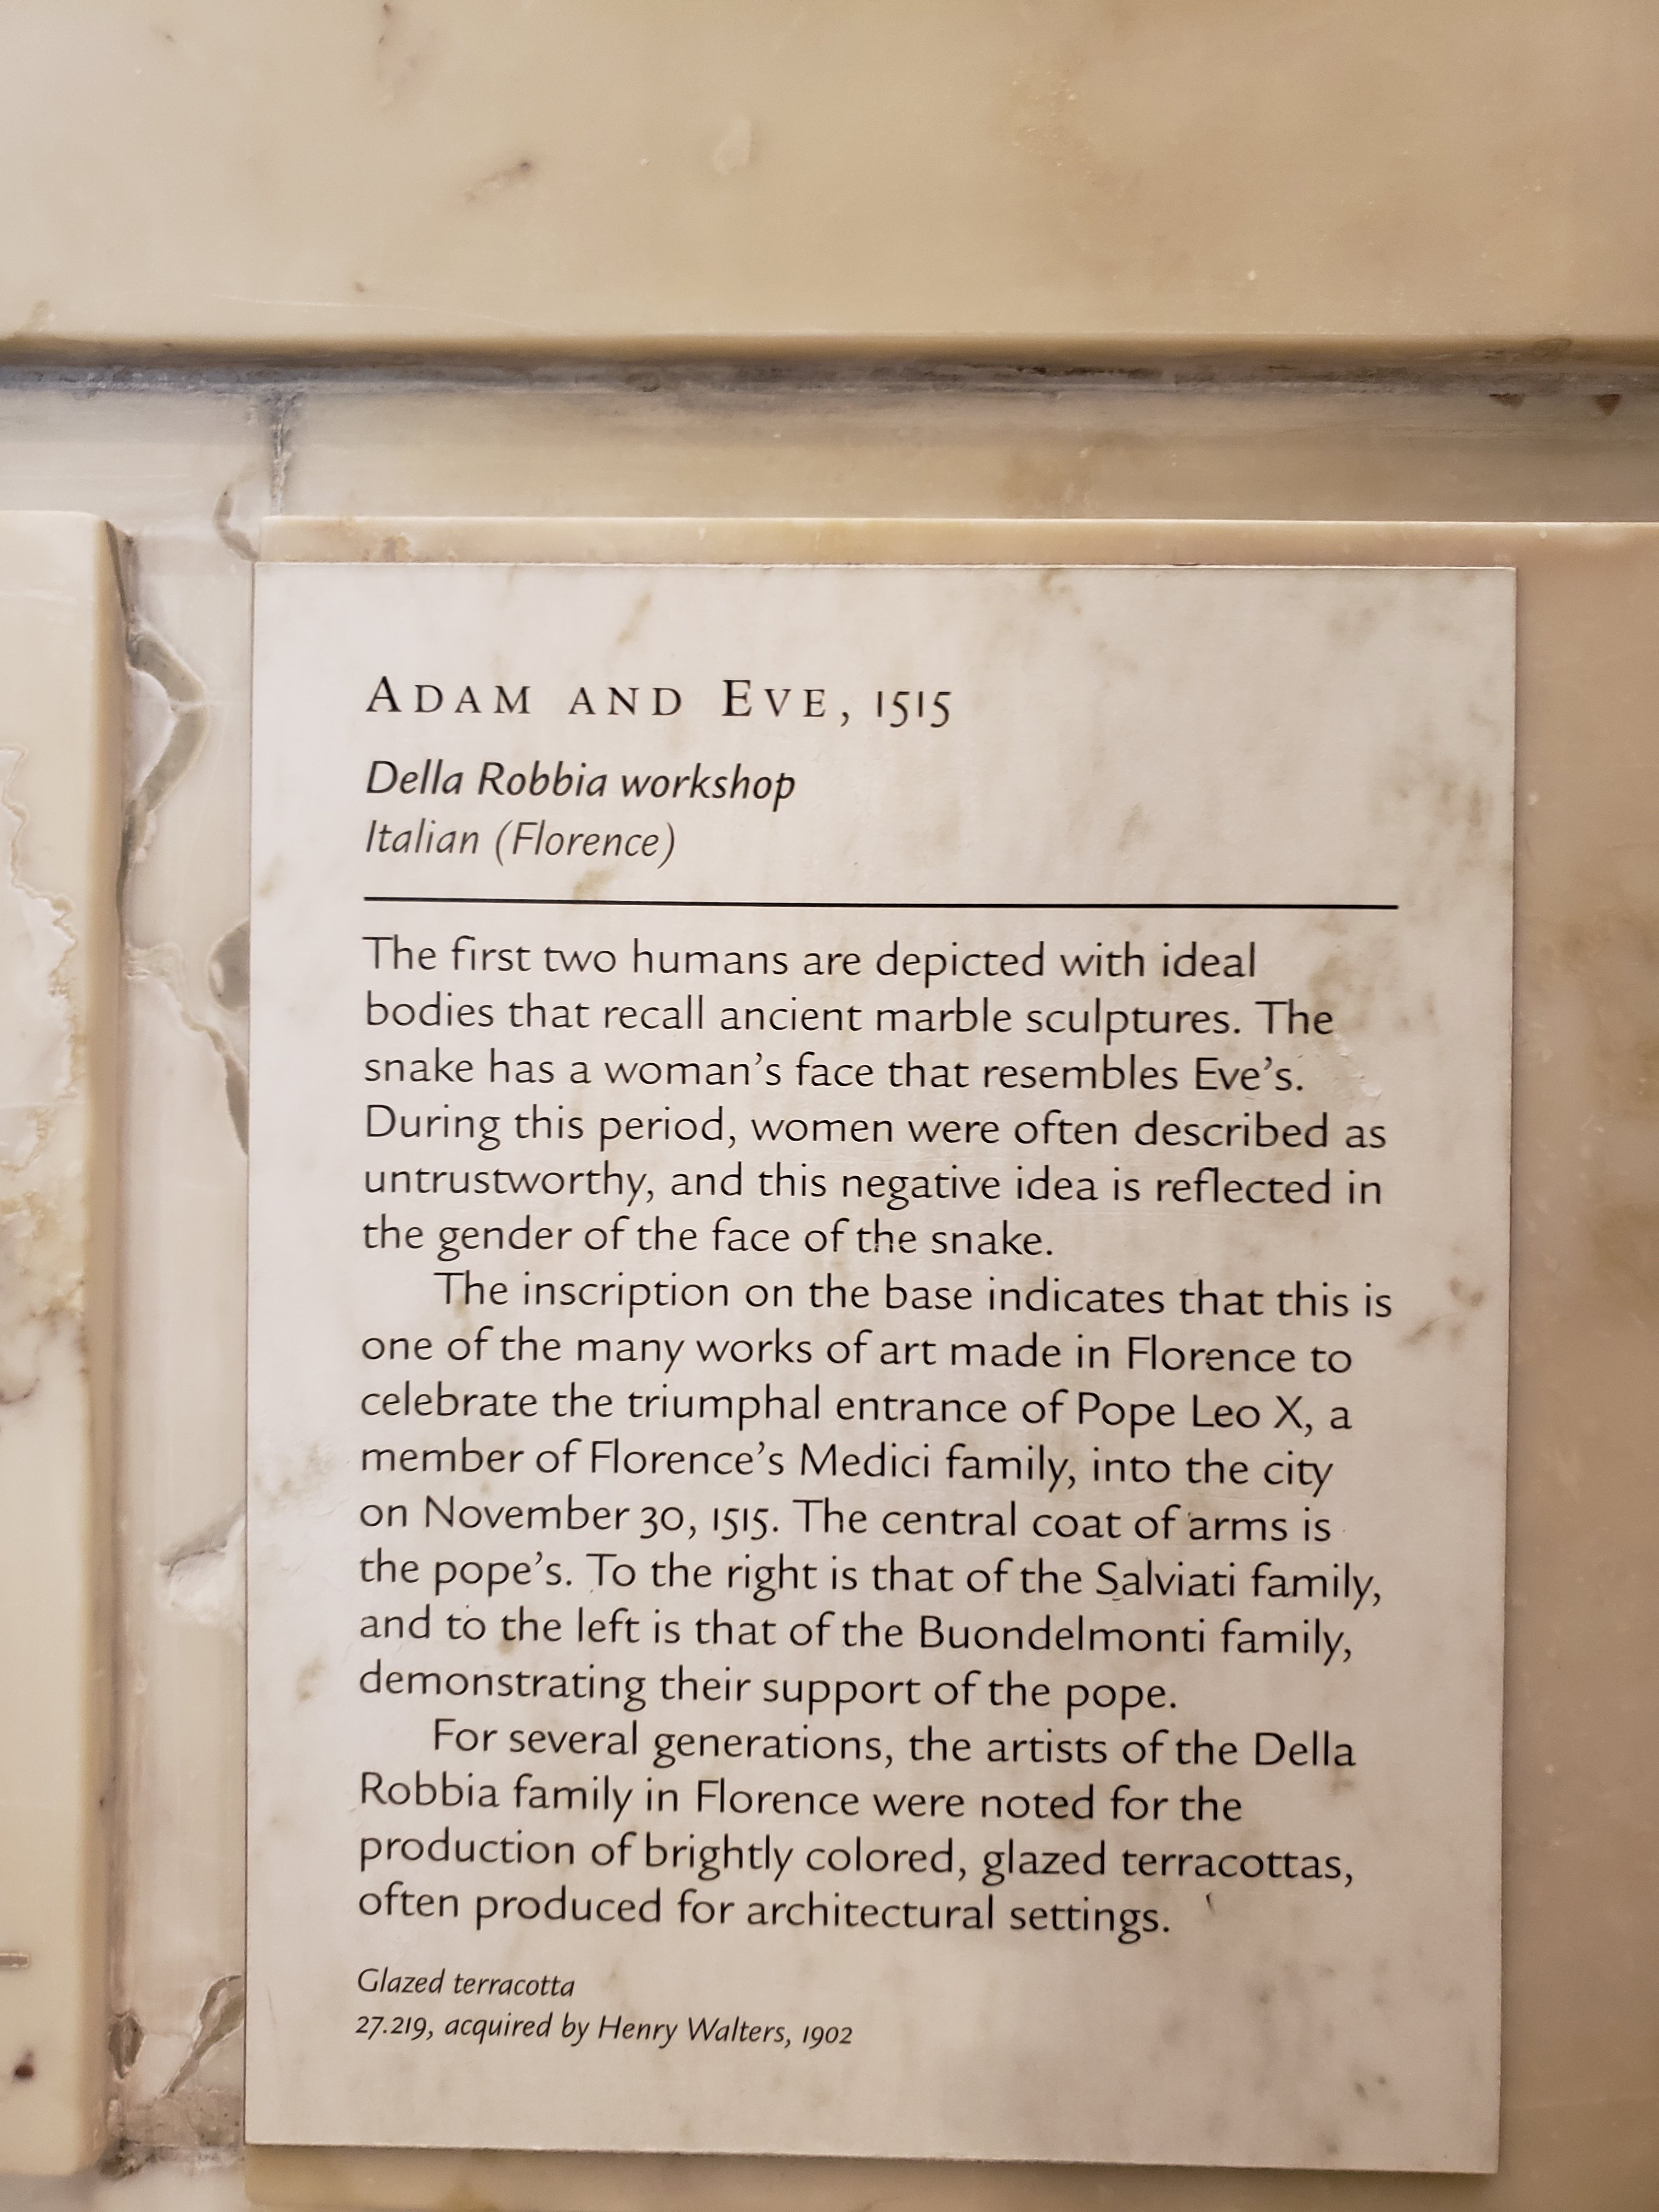 ADAM AND EVE, 1515
Della Robbia workshop
Italian (Florence)
The first two humans are depicted with ideal
bodies that recall ancient marble sculptures. The
snake has a woman's face that resembles Eve's.
During this period, women were often described as
untrustworthy, and this negative idea is reflected in
the gender of the face of the snake.
The inscription on the base indicates that this is
one of the many works of art made in Florence to
celebrate the triumphal entrance of Pope Leo X, a
member of Florence's Medici family, into the city
on November 30, 1515. The central coat of arms is
the pope's. To the right is that of the Salviati family,
and to the left is that of the Buondelmonti family,
demonstrating their support of the pope.
For several generations, the artists of the Della
Robbia family in Florence were noted for the
production of brightly colored, glazed terracottas,
often produced for architectural settings.
Glazed terracotta
27.219, acquired by Henry Walters, 1902